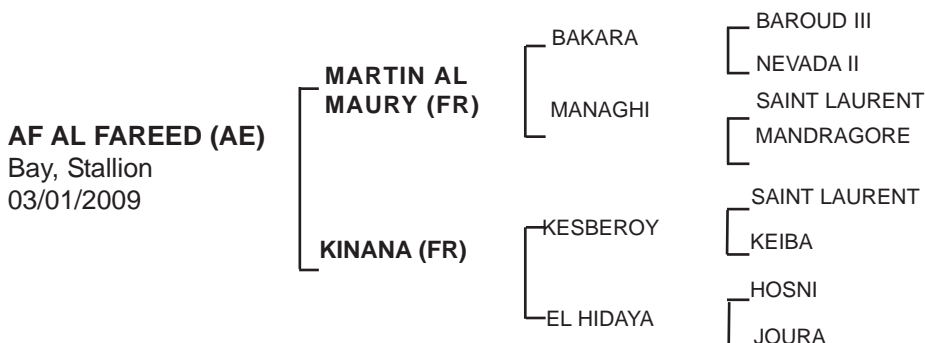 AF AL FAREED (AE)
Bay, Stallion
03/01/2009
MARTIN AL
MAURY (FR)
KINANA (FR)
BAKARA
MANAGHI
KESBEROY
EL HIDAYA
BAROUD III
NEVADA II
SAINT LAURENT
MANDRAGORE
SAINT LAURENT
KEIBA
HOSNI
JOURA